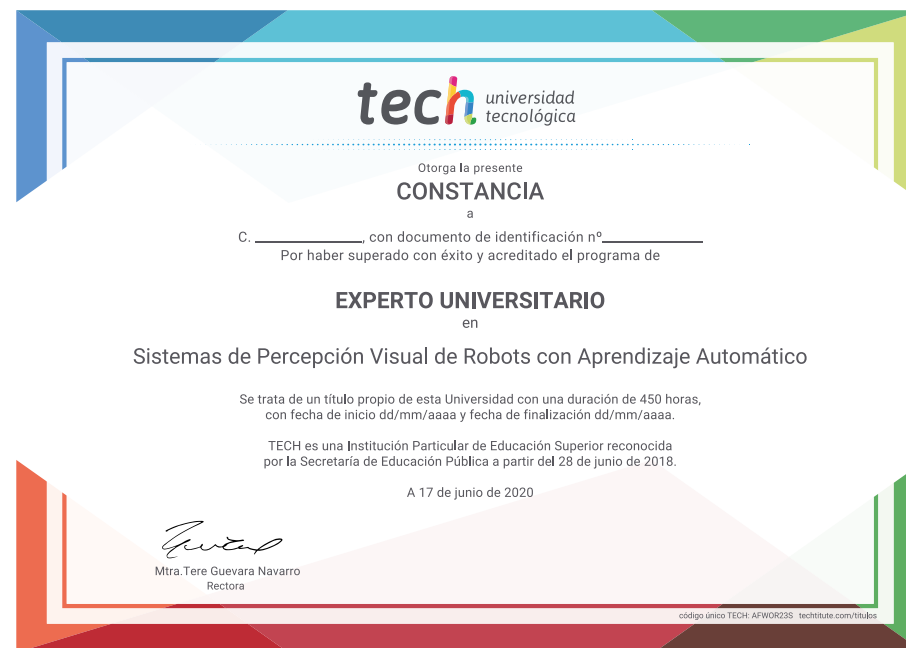 tech universidad
tecnológica
Otorga la presente
CONSTANCIA
a
C. ______________, con documento de identificación nº_____________
Por haber superado con éxito y acreditado el programa de
EXPERTO UNIVERSITARIO
en
Sistemas de Percepción Visual de Robots con Aprendizaje Automático
Se trata de un título propio de esta Universidad con una duración de 450 horas,
con fecha de inicio dd/mm/aaaa y fecha de finalización dd/mm/aaaa.
TECH es una Institución Particular de Educación Superior reconocida
por la Secretaría de Educación Pública a partir del 28 de junio de 2018.
A 17 de junio de 2020
Mtra.Tere Guevara Navarro
Rectora
código único TECH: AFWOR23S techtitute.com/titulos